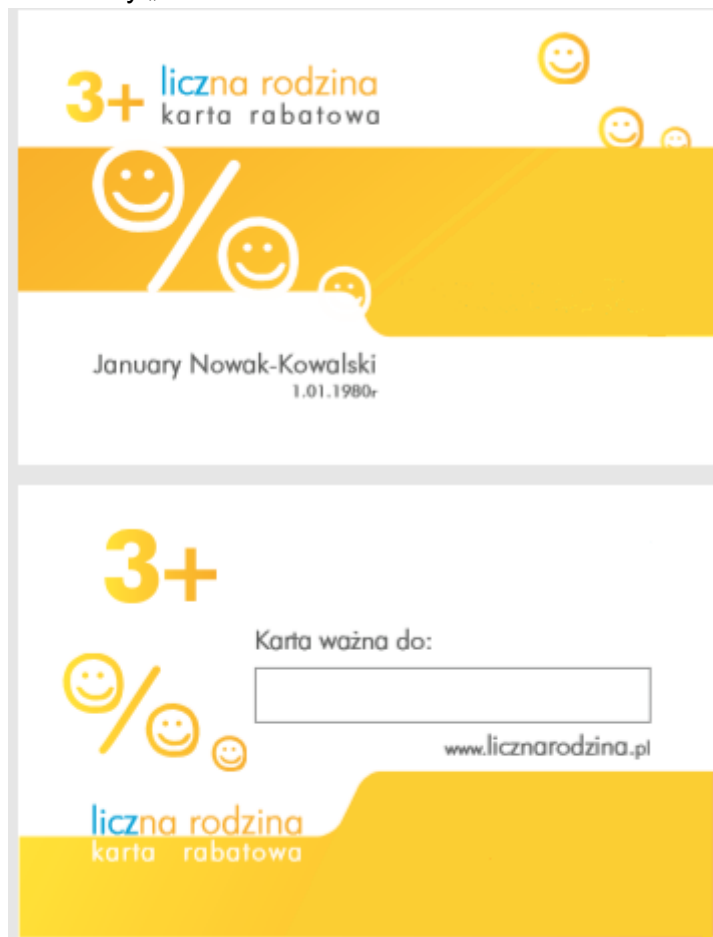 3+ liczna rodzina
karta rabatowa
%
January Nowak-Kowalski
1.01.1980r
3+
Karta ważna do:
%
www.licznarodzina.pl
liczna rodzina
karta rabatowa